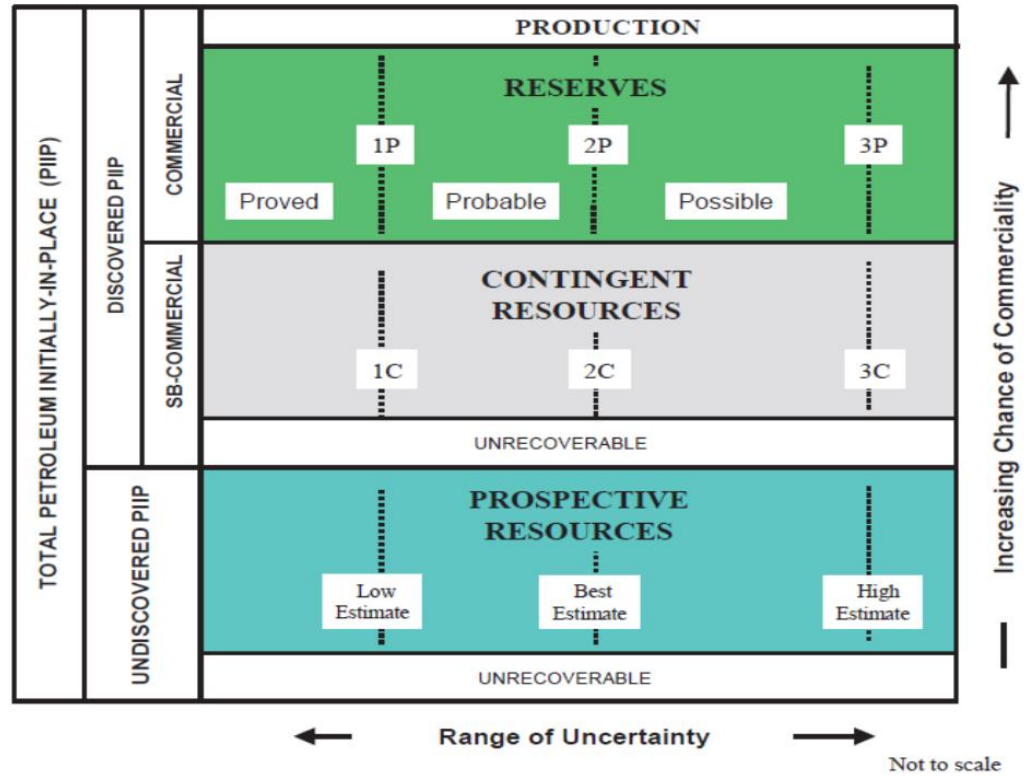 PRODUCTION
RESERVES
1P
2P
3P
Proved
Probable
Possible
CONTINGENT
RESOURCES
1C
2C
3C
UNRECOVERABLE
PROSPECTIVE
RESOURCES
Low
Estimate
Best
Estimate
High
Estimate
UNRECOVERABLE
TOTAL PETROLEUM INITIALLY-IN-PLACE (PIIP)
DISCOVERED PIIP
COMMERCIAL
SB-COMMERCIAL
UNDISCOVERED PIIP
Increasing Chance of Commerciality
Range of Uncertainty
Not to scale